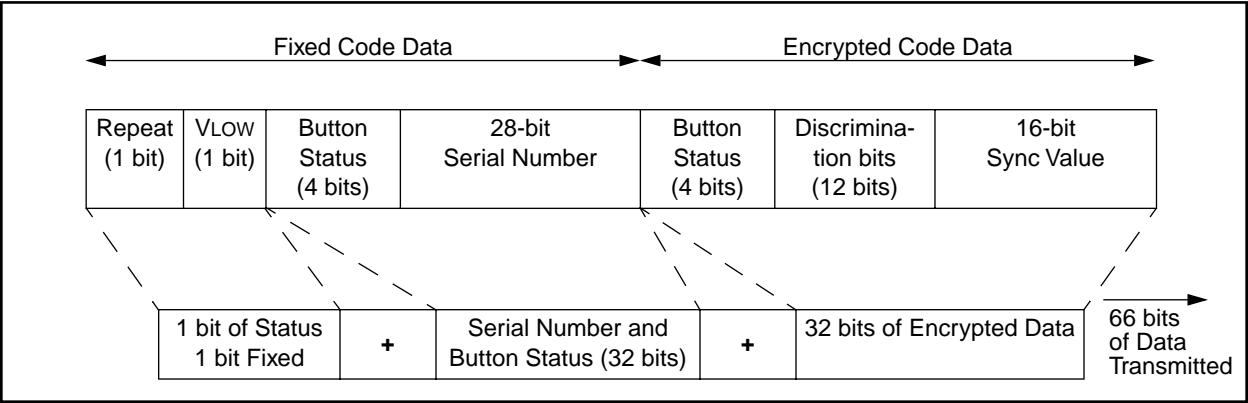 Fixed Code Data
Encrypted Code Data
Repeat
(1 bit)
VLOW
(1 bit)
Button
Status
(4 bits)
28-bit
Serial Number
Button
Status
(4 bits)
Discrimina-
tion bits
(12 bits)
16-bit
Sync Value
1 bit of Status
1 bit Fixed
+
Serial Number and
Button Status (32 bits)
+
32 bits of Encrypted Data
66 bits
of Data
Transmitted